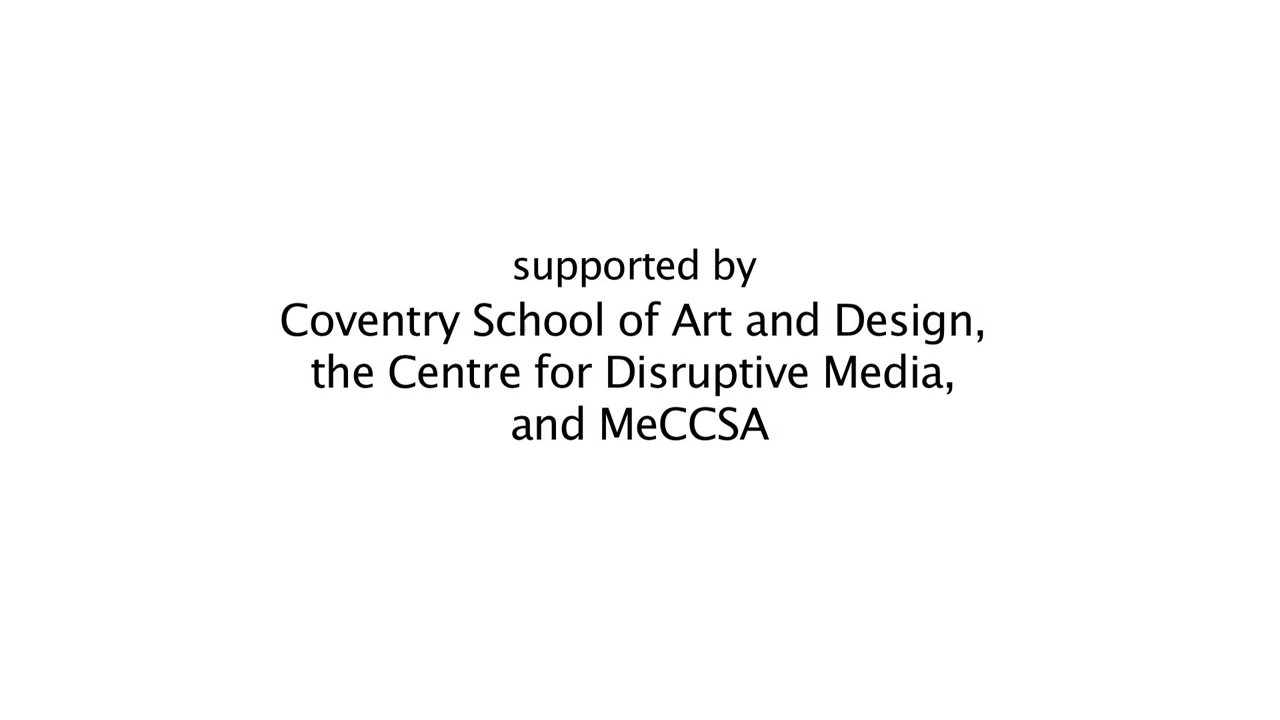 supported by
Coventry School of Art and Design,
the Centre for Disruptive Media,
and MeCCSA